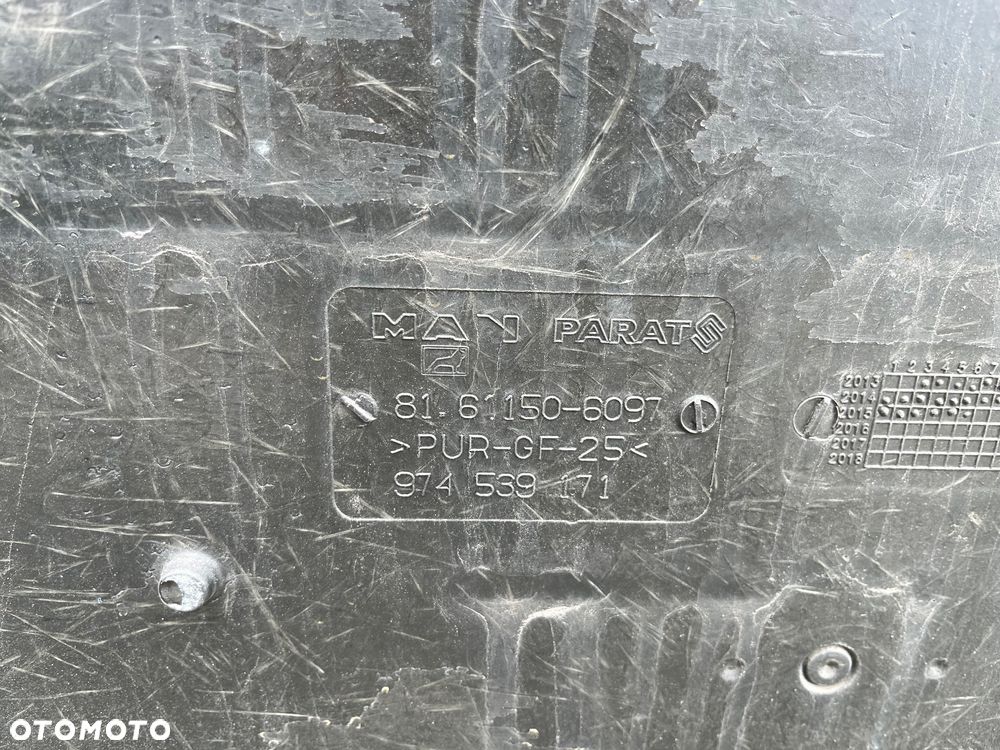 MAN PARAT
81.61150-6097
>PUR-GF-25<
974 539 171
1 2 3 4 5 6 7
2013
2014
2015
2016
2017
2018
OTOMOTO